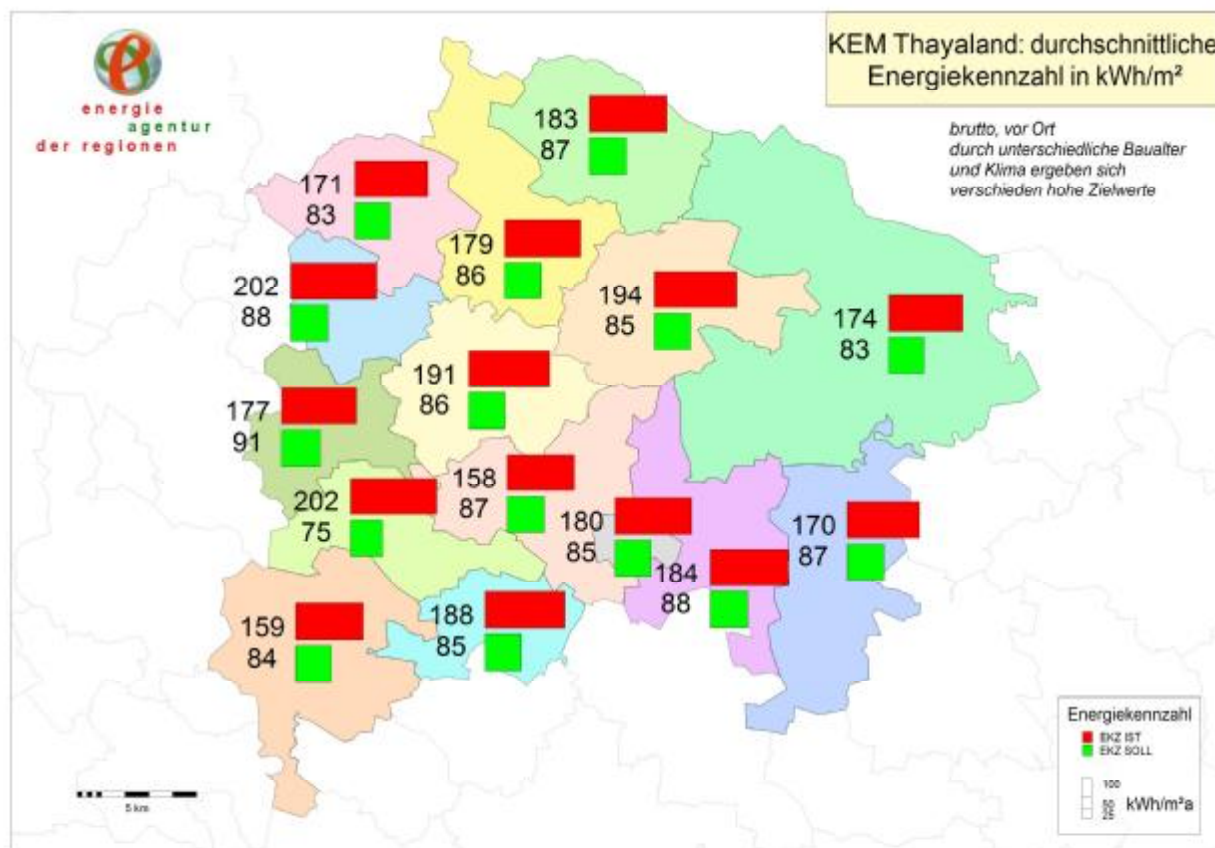 energie
agentur
der regionen
KEM Thayaland: durchschnittliche
Energiekennzahl in kWh/m²
brutto, vor Ort
durch unterschiedliche Baualter
und Klima ergeben sich
verschieden hohe Zielwerte
183
87
171
83
179
86
202
88
194
85
174
83
191
86
177
91
158
87
202
75
180
85
170
87
184
88
159
84
188
85
Energiekennzahl
EKZ IST
EKZ SOLL
100
50
25
kWh/m²a
5 km